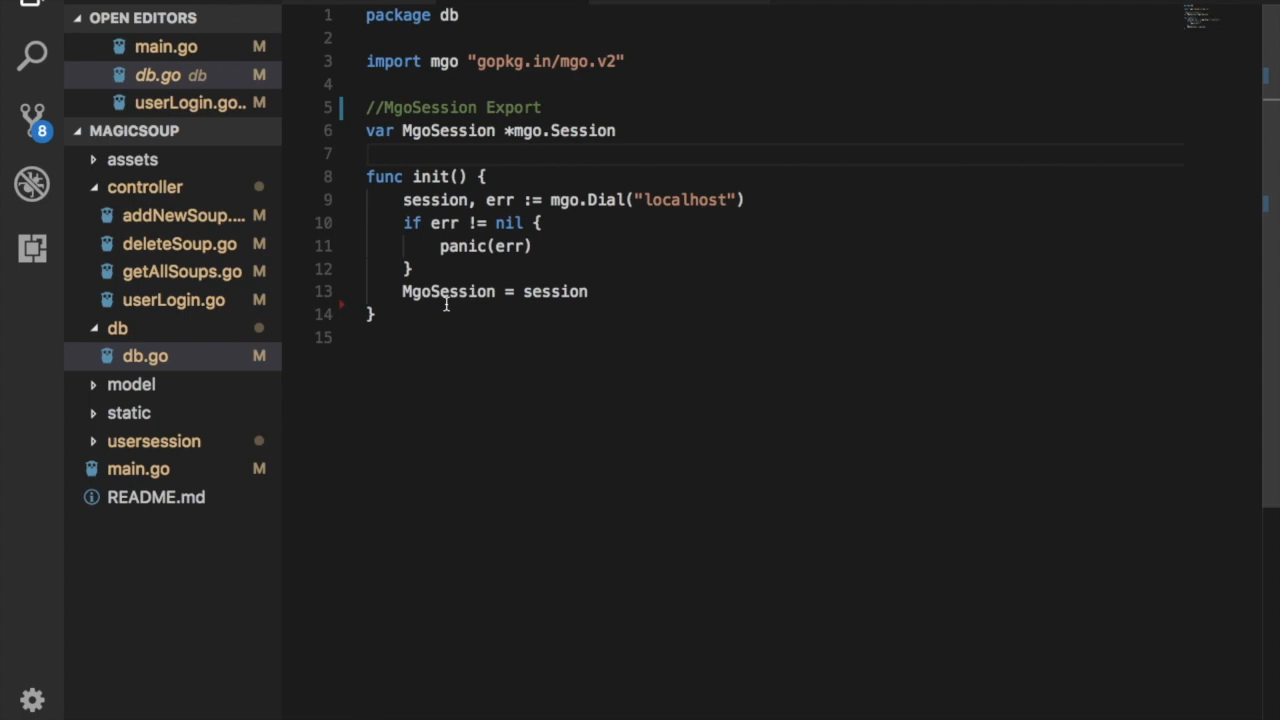 OPEN EDITORS
main.go M
db.go db M
userLogin.go.. M
8
MAGICSOUP
assets
controller
addNewSoup.... M
deleteSoup.go M
getAllSoups.go M
userLogin.go M
db
db.go M
model
static
usersession
main.go M
README.md
1 package db
2
3 import mgo "gopkg.in/mgo.v2"
4
5 //MgoSession Export
6 var MgoSession *mgo.Session
7
8 func init() {
9 session, err := mgo.Dial("localhost")
10 if err != nil {
11 panic(err)
12 }
13 MgoSession = session
14 }
15